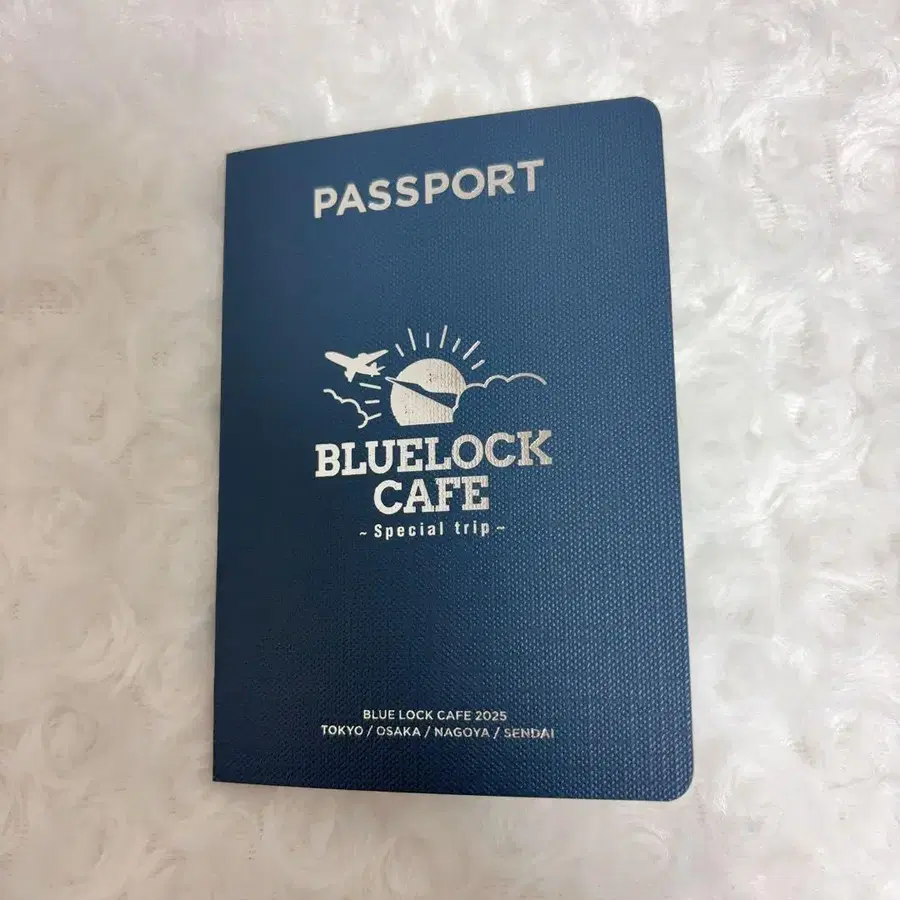 PASSPORT
BLUELOCK
CAFE
~ Special trip ~
BLUE LOCK CAFE 2025
TOKYO / OSAKA / NAGOYA / SENDAI